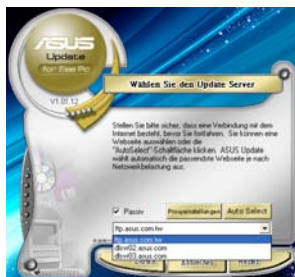 ASUS
Update
for Eee Pc
V1.01.12
Wählen Sie den Update Server
Stellen Sie bitte sicher, dass eine Verbindung mit dem
Internet besteht, bevor Sie fortfahren. Sie können eine
Webseite auswählen oder die
"AutoSelect"-Schaltfläche klicken. ASUS Update
wählt automatisch die passendste Webseite je nach
Netzwerkbelastung aus.
Passiv
Proxyeinstellungen
Auto Select
ftp.asus.com.tw
ftp.asus.com.tw
dlsvr02.asus.com
dlsvr03.asus.com